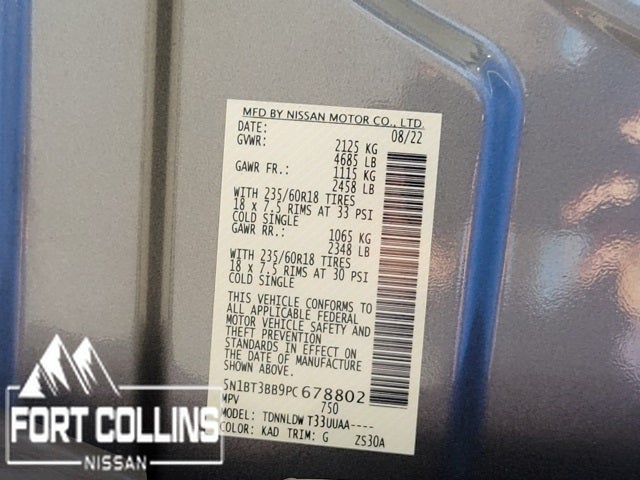 MFD BY NISSAN MOTOR CO., LTD.
DATE: 08/22
GVWR: 2125 KG
4685 LB
GAWR FR.: 1115 KG
2458 LB
WITH 235/60R18 TIRES
18 x 7.5 RIMS AT 33 PSI
COLD SINGLE
GAWR RR.: 1065 KG
2348 LB
WITH 235/60R18 TIRES
18 x 7.5 RIMS AT 30 PSI
COLD SINGLE
THIS VEHICLE CONFORMS TO
ALL APPLICABLE FEDERAL
MOTOR VEHICLE SAFETY AND
THEFT PREVENTION
STANDARDS IN EFFECT ON
THE DATE OF MANUFACTURE
SHOWN ABOVE.
5N1BT3BB9PC678802
MPV 750
MODEL: TDNNLDWT33UUAA----
COLOR: KAD TRIM: G ZS30A
FORT COLLINS
NISSAN